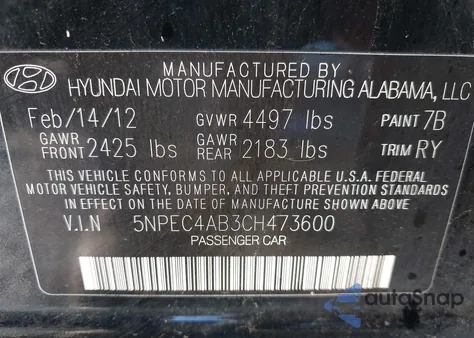 MANUFACTURED BY
HYUNDAI MOTOR MANUFACTURING ALABAMA, LLC
Feb/14/12 GVWR 4497 lbs PAINT 7B
GAWR FRONT 2425 lbs GAWR REAR 2183 lbs TRIM RY
THIS VEHICLE CONFORMS TO ALL APPLICABLE U.S.A. FEDERAL
MOTOR VEHICLE SAFETY, BUMPER, AND THEFT PREVENTION
STANDARDS IN EFFECT ON THE DATE OF MANUFACTURE SHOWN ABOVE.
V.I.N 5NPEC4AB3CH473600
PASSENGER CAR
autoSnap